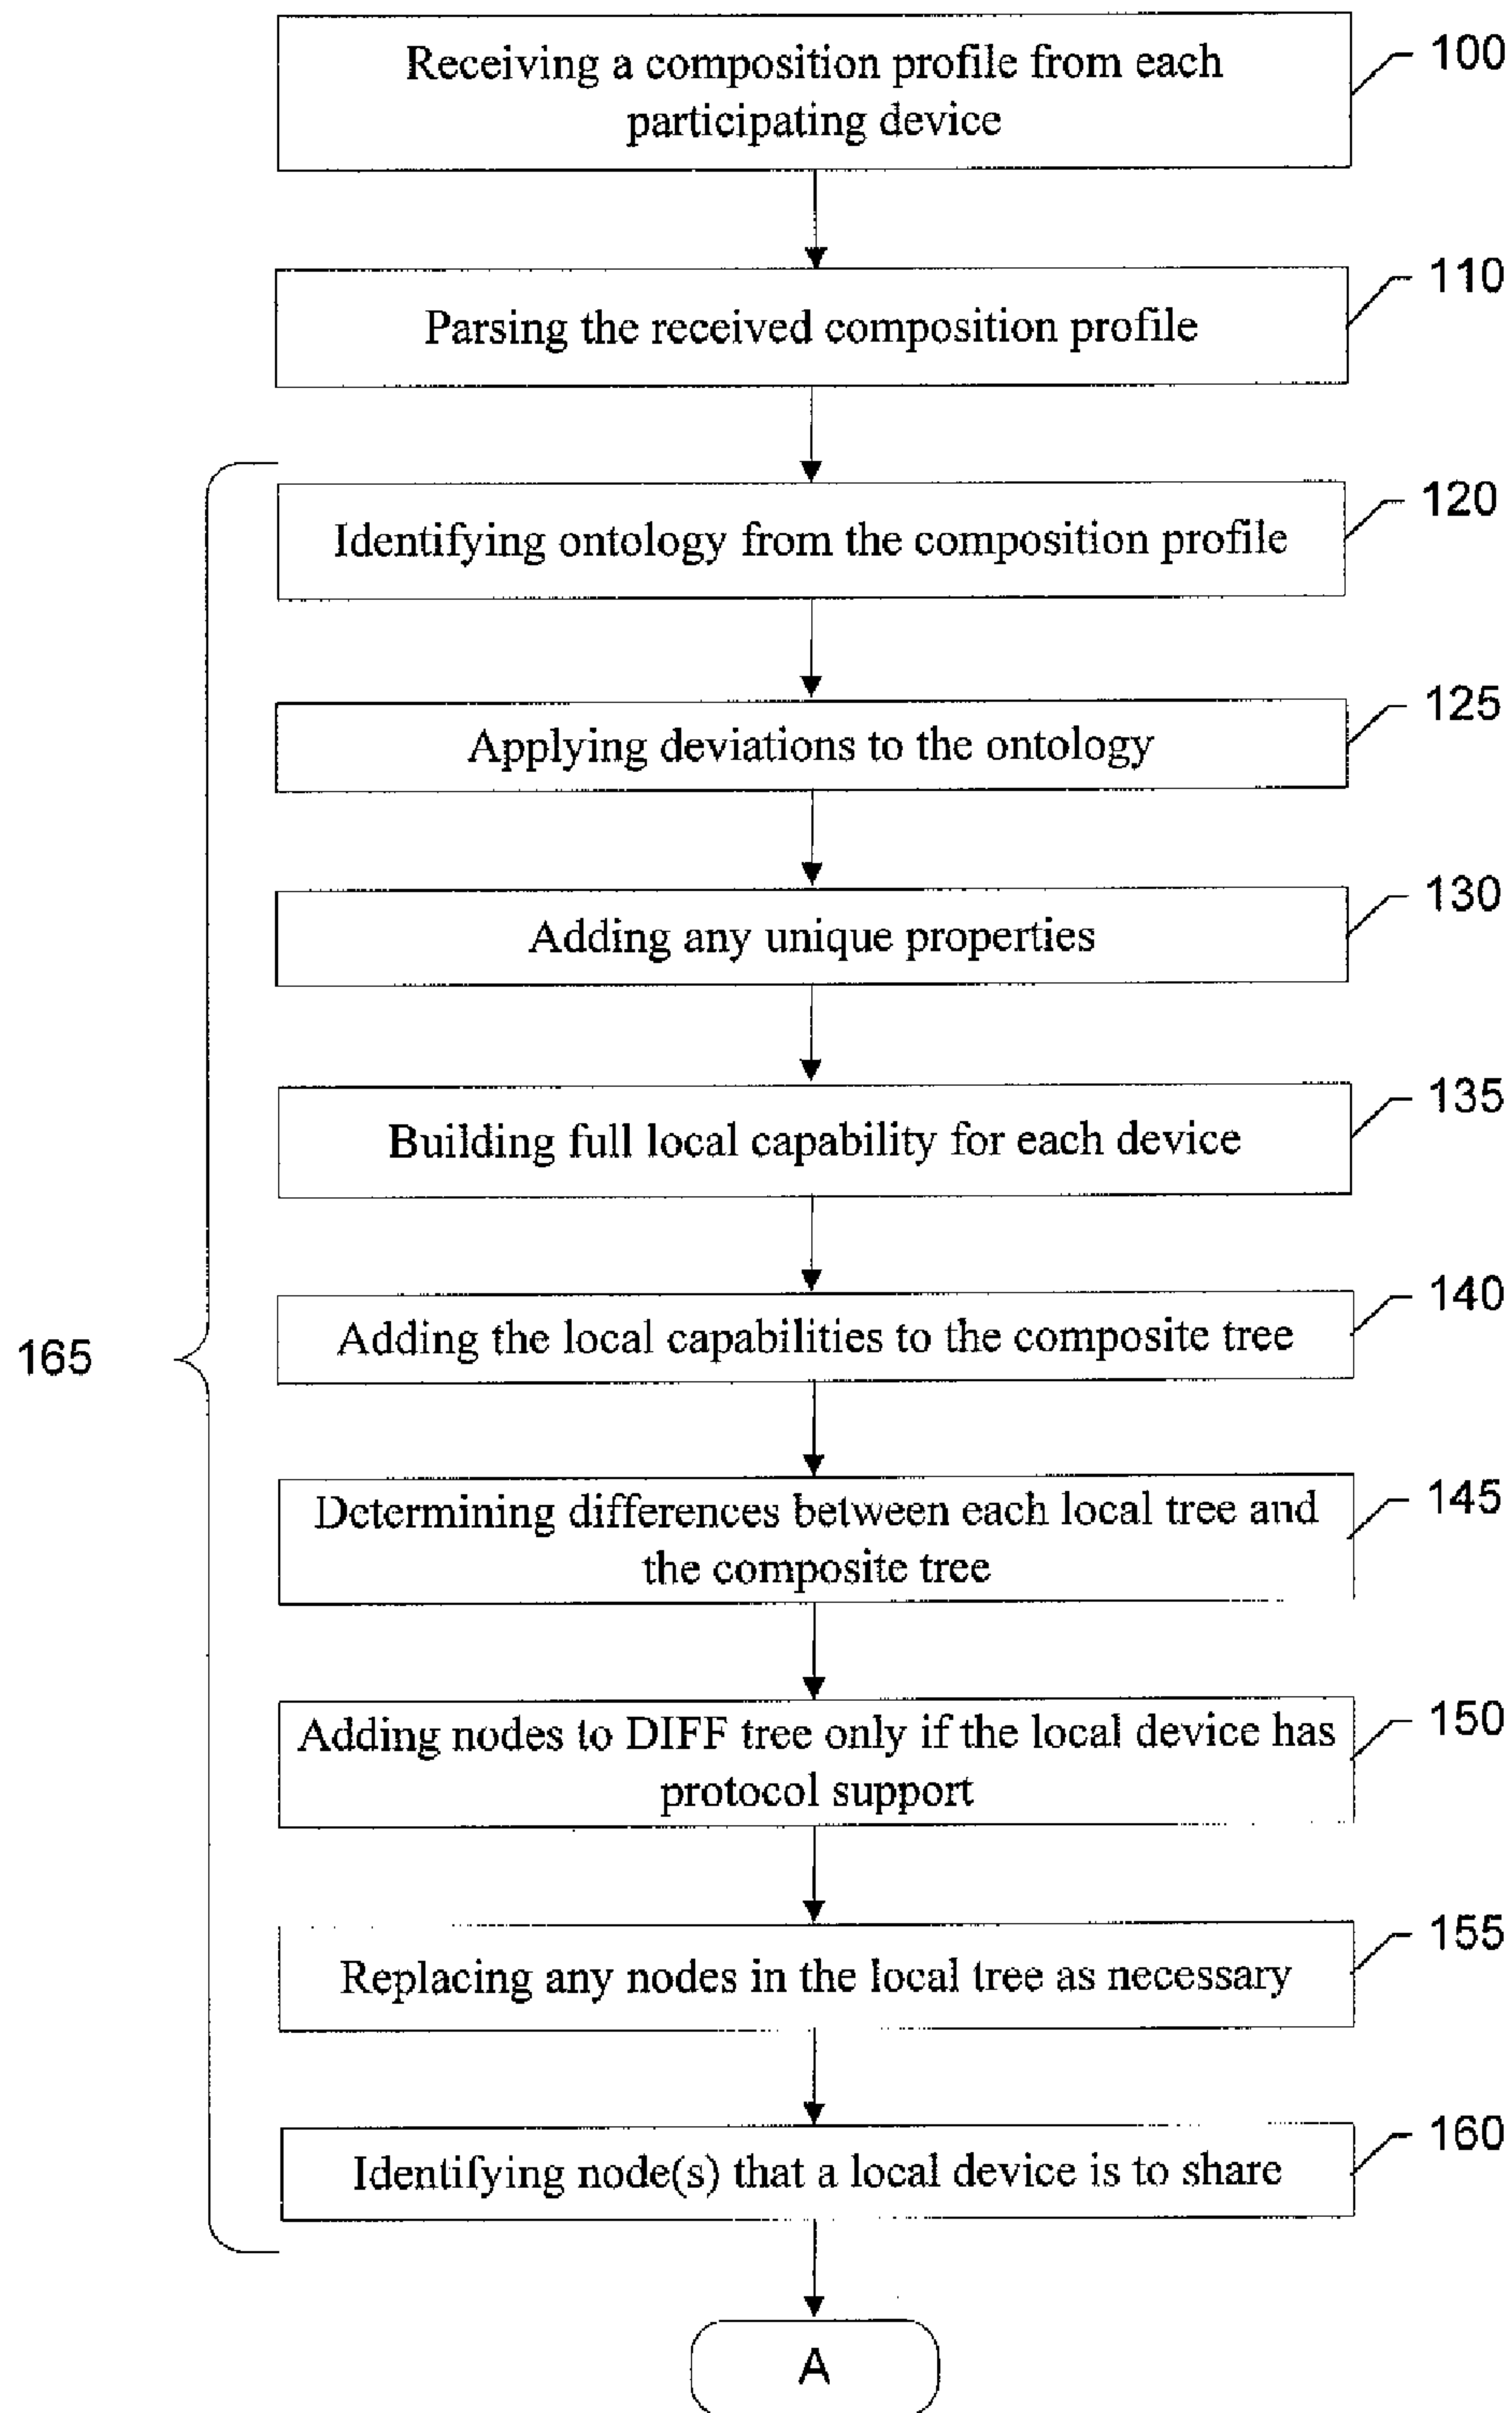 Receiving a composition profile from each
participating device
100
Parsing the received composition profile
110
Identifying ontology from the composition profile
120
Applying deviations to the ontology
125
Adding any unique properties
130
Building full local capability for each device
135
Adding the local capabilities to the composite tree
140
165
Determining differences between each local tree and
the composite tree
145
Adding nodes to DIFF tree only if the local device has
protocol support
150
Replacing any nodes in the local tree as necessary
155
Identifying node(s) that a local device is to share
160
A